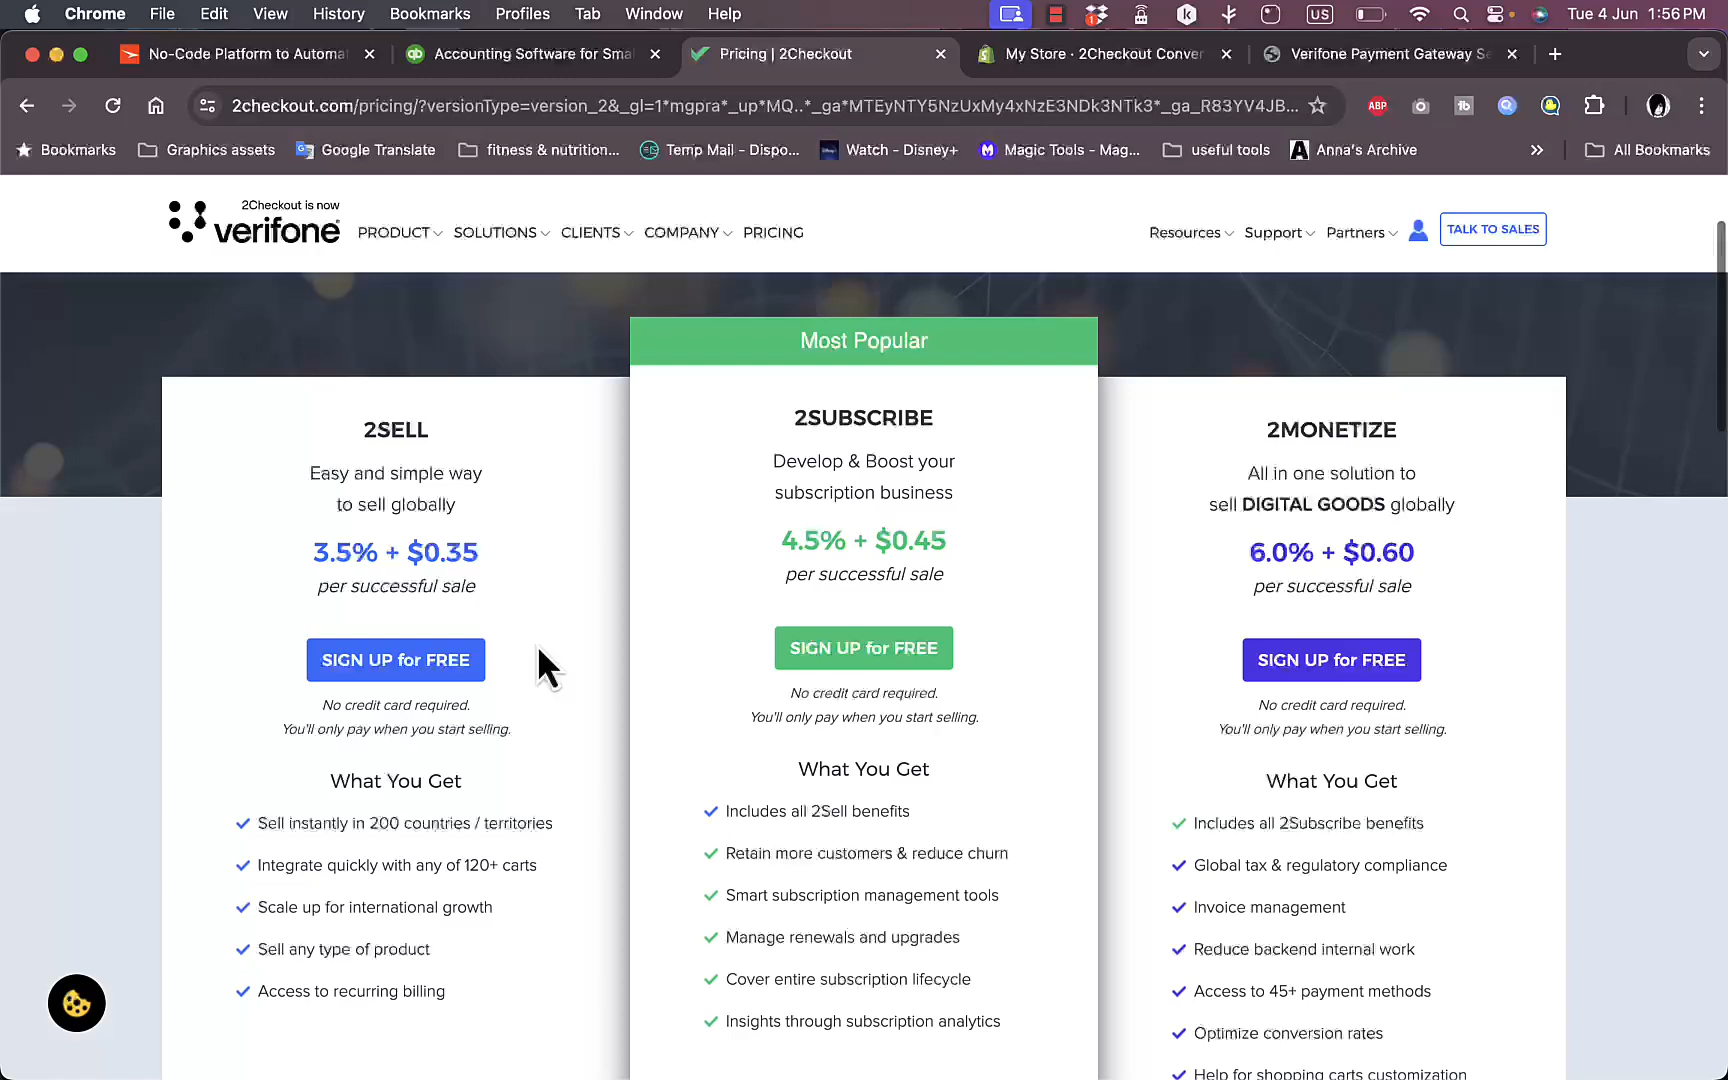 Chrome File Edit View History Bookmarks Profiles Tab Window Help 1 US Tue 4 Jun 1:56 PM
No-Code Platform to Automa Accounting Software for Smal Pricing | 2Checkout My Store · 2Checkout Conver Verifone Payment Gateway Se
2checkout.com/pricing/?versionType=version_2&_gl=1*mgpra*_up*MQ..*_ga*MTEyNTY5NzUxMy4xNzE3NDk3NTk3*_ga_R83YV4JB... ABP tb
Bookmarks Graphics assets Google Translate fitness & nutrition... Temp Mail - Dispo... Watch - Disney+ Magic Tools - Mag... useful tools Anna's Archive » All Bookmarks
2Checkout is now
verifone
PRODUCT SOLUTIONS CLIENTS COMPANY PRICING Resources Support Partners TALK TO SALES
Most Popular
2SELL
Easy and simple way
to sell globally
3.5% + $0.35
per successful sale
SIGN UP for FREE
No credit card required.
You'll only pay when you start selling.
What You Get
Sell instantly in 200 countries / territories
Integrate quickly with any of 120+ carts
Scale up for international growth
Sell any type of product
Access to recurring billing
2SUBSCRIBE
Develop & Boost your
subscription business
4.5% + $0.45
per successful sale
SIGN UP for FREE
No credit card required.
You'll only pay when you start selling.
What You Get
Includes all 2Sell benefits
Retain more customers & reduce churn
Smart subscription management tools
Manage renewals and upgrades
Cover entire subscription lifecycle
Insights through subscription analytics
2MONETIZE
All in one solution to
sell DIGITAL GOODS globally
6.0% + $0.60
per successful sale
SIGN UP for FREE
No credit card required.
You'll only pay when you start selling.
What You Get
Includes all 2Subscribe benefits
Global tax & regulatory compliance
Invoice management
Reduce backend internal work
Access to 45+ payment methods
Optimize conversion rates
Help for shopping carts customization